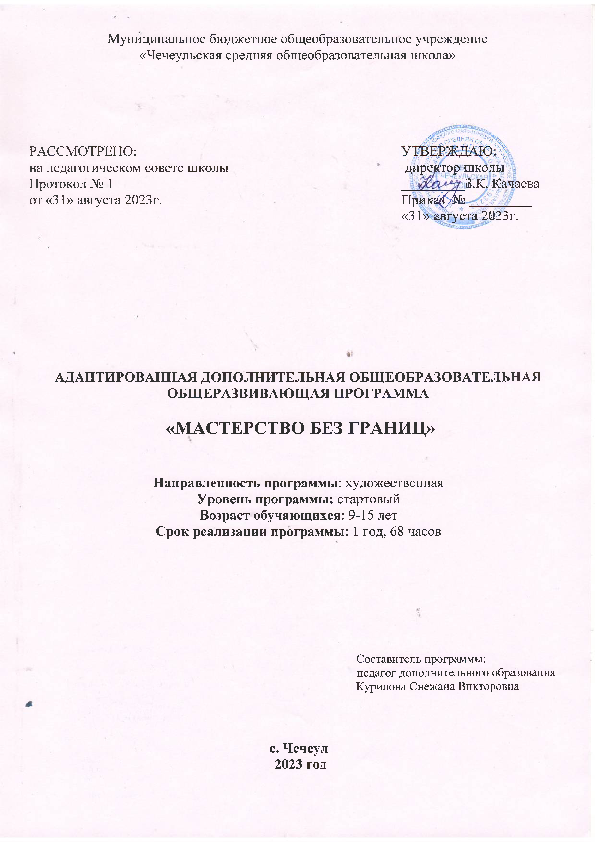 Муниципальное бюджетное общеобразовательное учреждение
«Чечеульская средняя общеобразовательная школа»
РАССМОТРЕНО:
на педагогическом совете школы
Протокол № 1
от «31» августа 2023г.
УТВЕРЖДАЮ:
директор школы
В.К. Качаева
Приказ № ________
«31» августа 2023г.
АДАПТИРОВАННАЯ ДОПОЛНИТЕЛЬНАЯ ОБЩЕОБРАЗОВАТЕЛЬНАЯ
ОБЩЕРАЗВИВАЮЩАЯ ПРОГРАММА
«МАСТЕРСТВО БЕЗ ГРАНИЦ»
Направленность программы: художественная
Уровень программы: стартовый
Возраст обучающихся: 9-15 лет
Срок реализации программы: 1 год, 68 часов
Составитель программы:
педагог дополнительного образования
Курилова Снежана Викторовна
с. Чечеул
2023 год